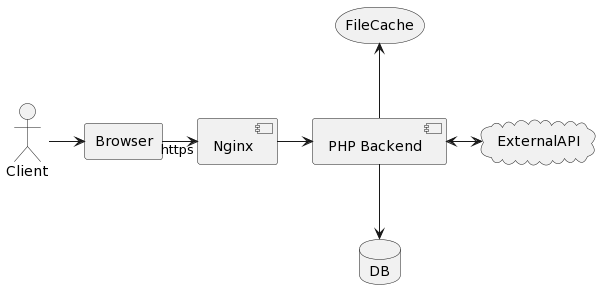 FileCache
Client
Browser
https
Nginx
PHP Backend
ExternalAPI
DB